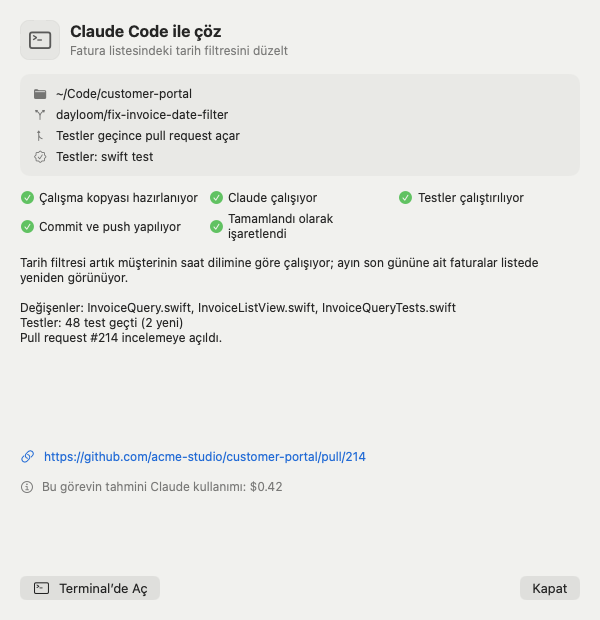 Claude Code ile çöz
Fatura listesindeki tarih filtresini düzelt
~/Code/customer-portal
dayloom/fix-invoice-date-filter
Testler geçince pull request açar
Testler: swift test
Çalışma kopyası hazırlanıyor
Claude çalışıyor
Testler çalıştırılıyor
Commit ve push yapılıyor
Tamamlandı olarak
işaretlendi
Tarih filtresi artık müşterinin saat dilimine göre çalışıyor; ayın son gününe ait faturalar listede
yeniden görünüyor.
Değişenler: InvoiceQuery.swift, InvoiceListView.swift, InvoiceQueryTests.swift
Testler: 48 test geçti (2 yeni)
Pull request #214 incelemeye açıldı.
https://github.com/acme-studio/customer-portal/pull/214
Bu görevin tahmini Claude kullanımı: $0.42
Terminal’de Aç
Kapat